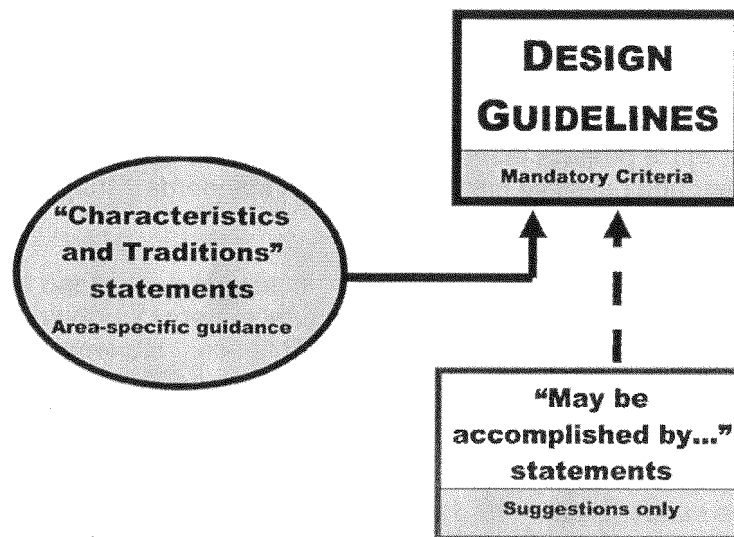 DESIGN
GUIDELINES
Mandatory Criteria
“Characteristics
and Traditions”
statements
Area-specific guidance
“May be
accomplished by...”
statements
Suggestions only